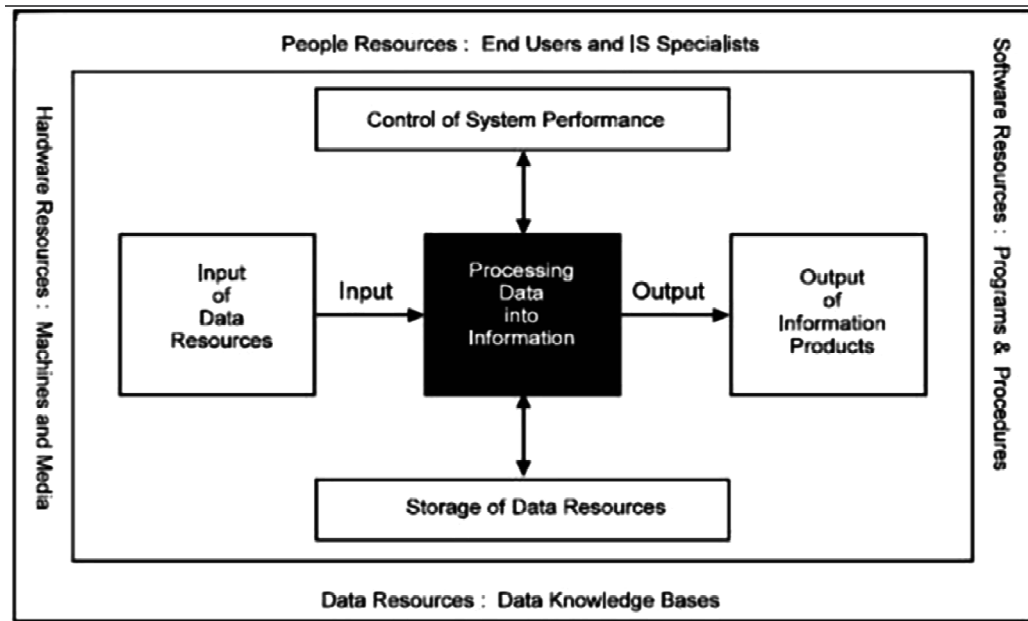 People Resources : End Users and IS Specialists
Software Resources : Programs & Procedures
Hardware Resources : Machines and Media
Control of System Performance
Input
of
Data
Resources
Input
Processing
Data
into
Information
Output
Output
of
Information
Products
Storage of Data Resources
Data Resources : Data Knowledge Bases